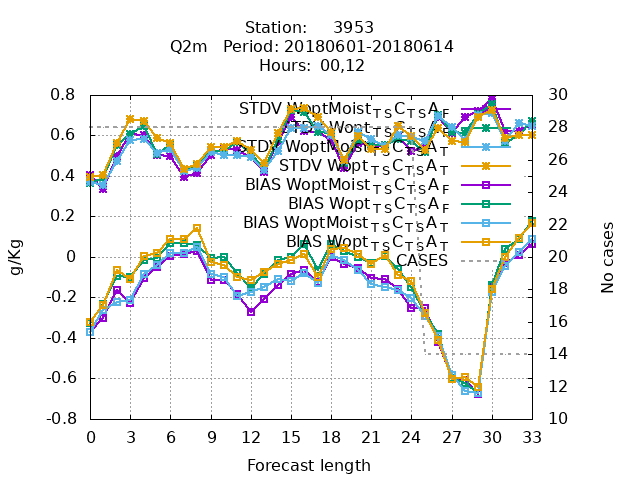 Station: 3953
Q2m Period: 20180601-20180614
Hours: 00,12
0.8
0.6
0.4
0.2
0
-0.2
-0.4
-0.6
-0.8
g/Kg
30
28
26
24
22
20
18
16
14
12
10
No cases
STDV WoptMoistTSCTSAF
STDV WoptTSCTSAF
STDV WoptMoistTSCTSAT
STDV WoptTSCTSAT
BIAS WoptMoistTSCTSAF
BIAS WoptTSCTSAF
BIAS WoptMoistTSCTSAT
BIAS WoptTSCTSAT
CASES
0 3 6 9 12 15 18 21 24 27 30 33
Forecast length